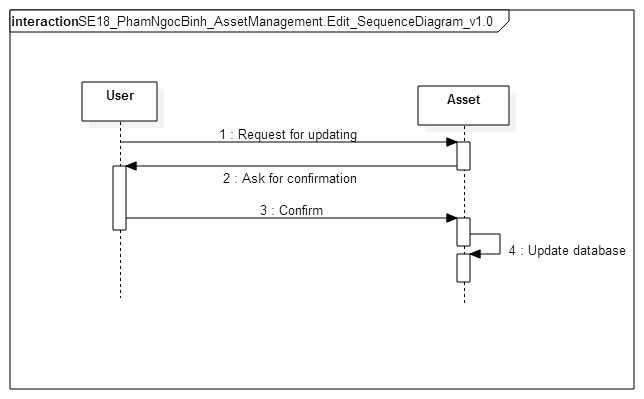 interactionSE18_PhamNgocBinh_AssetManagement.Edit_SequenceDiagram_v1.0
User
Asset
1 : Request for updating
2 : Ask for confirmation
3 : Confirm
4 : Update database